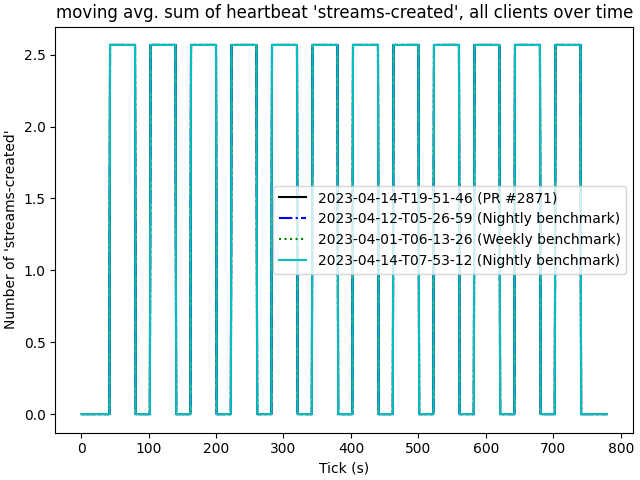 moving avg. sum of heartbeat 'streams-created', all clients over time
Number of 'streams-created'
2.5
2.0
1.5
1.0
0.5
0.0
2023-04-14-T19-51-46 (PR #2871)
2023-04-12-T05-26-59 (Nightly benchmark)
2023-04-01-T06-13-26 (Weekly benchmark)
2023-04-14-T07-53-12 (Nightly benchmark)
0 100 200 300 400 500 600 700 800
Tick (s)